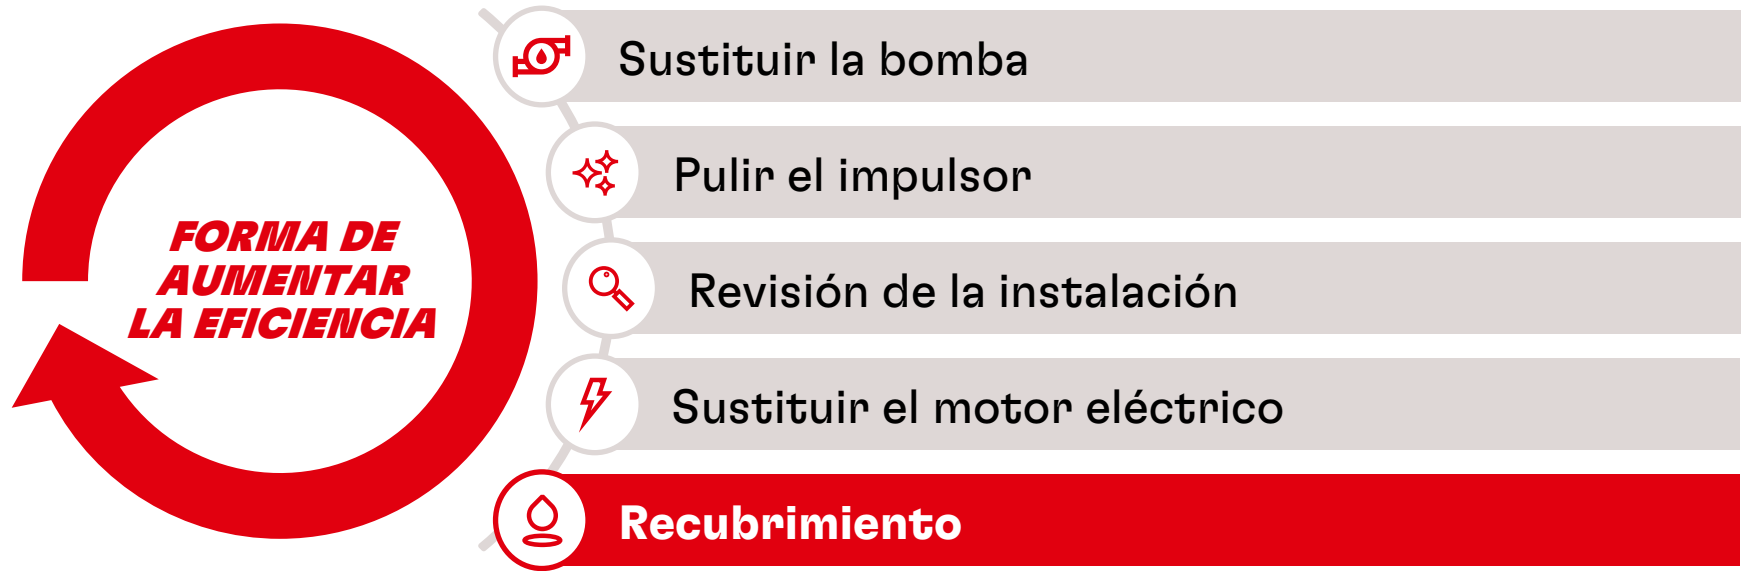 FORMA DE
AUMENTAR
LA EFICIENCIA
Sustituir la bomba
Pulir el impulsor
Revisión de la instalación
Sustituir el motor eléctrico
Recubrimiento